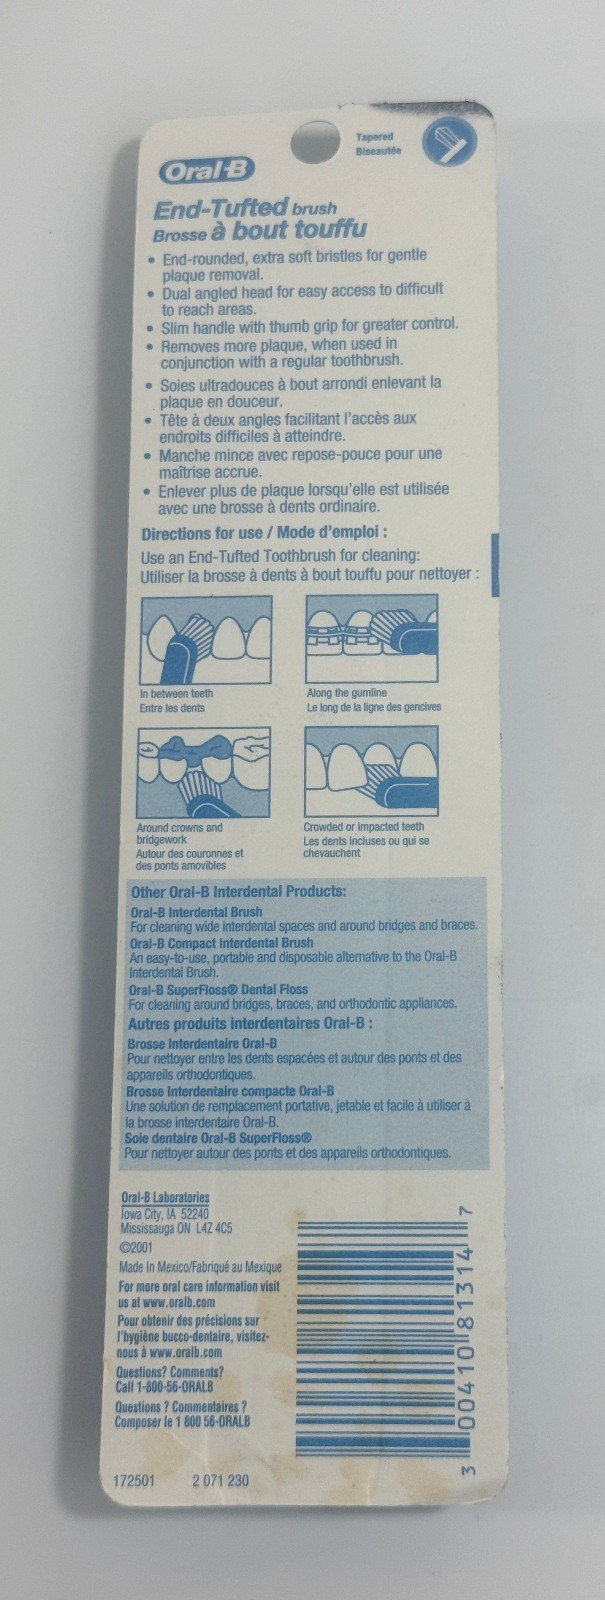 Tapered
Biseautée
Oral-B
End-Tufted brush
Brosse à bout touffu
• End-rounded, extra soft bristles for gentle
plaque removal.
• Dual angled head for easy access to difficult
to reach areas.
• Slim handle with thumb grip for greater control.
• Removes more plaque, when used in
conjunction with a regular toothbrush.
• Soies ultradouces à bout arrondi enlevant la
plaque en douceur.
• Tête à deux angles facilitant l'accès aux
endroits difficiles à atteindre.
• Manche mince avec repose-pouce pour une
maîtrise accrue.
• Enlever plus de plaque lorsqu'elle est utilisée
avec une brosse à dents ordinaire.
Directions for use / Mode d'emploi :
Use an End-Tufted Toothbrush for cleaning:
Utiliser la brosse à dents à bout touffu pour nettoyer :
In between teeth
Entre les dents
Along the gumline
Le long de la ligne des gencives
Around crowns and
bridgework
Autour des couronnes et
des ponts amovibles
Crowded or impacted teeth
Les dents incluses ou qui se
chevauchent
Other Oral-B Interdental Products:
Oral-B Interdental Brush
For cleaning wide interdental spaces and around bridges and braces.
Oral-B Compact Interdental Brush
An easy-to-use, portable and disposable alternative to the Oral-B
Interdental Brush.
Oral-B SuperFloss® Dental Floss
For cleaning around bridges, braces, and orthodontic appliances.
Autres produits interdentaires Oral-B :
Brosse Interdentaire Oral-B
Pour nettoyer entre les dents espacées et autour des ponts et des
appareils orthodontiques.
Brosse Interdentaire compacte Oral-B
Une solution de remplacement portative, jetable et facile à utiliser à
la brosse interdentaire Oral-B.
Soie dentaire Oral-B SuperFloss®
Pour nettoyer autour des ponts et des appareils orthodontiques.
Oral-B Laboratories
Iowa City, IA 52240
Mississauga ON L4Z 4C5
©2001
Made In Mexico/Fabriqué au Mexique
For more oral care information visit
us at www.oralb.com
Pour obtenir des précisions sur
l'hygiène bucco-dentaire, visitez-
nous à www.oralb.com
Questions? Comments?
Call 1-800-56-ORALB
Questions ? Commentaires ?
Composer le 1 800 56-ORALB
172501 2 071 230
3 00410 81314 7